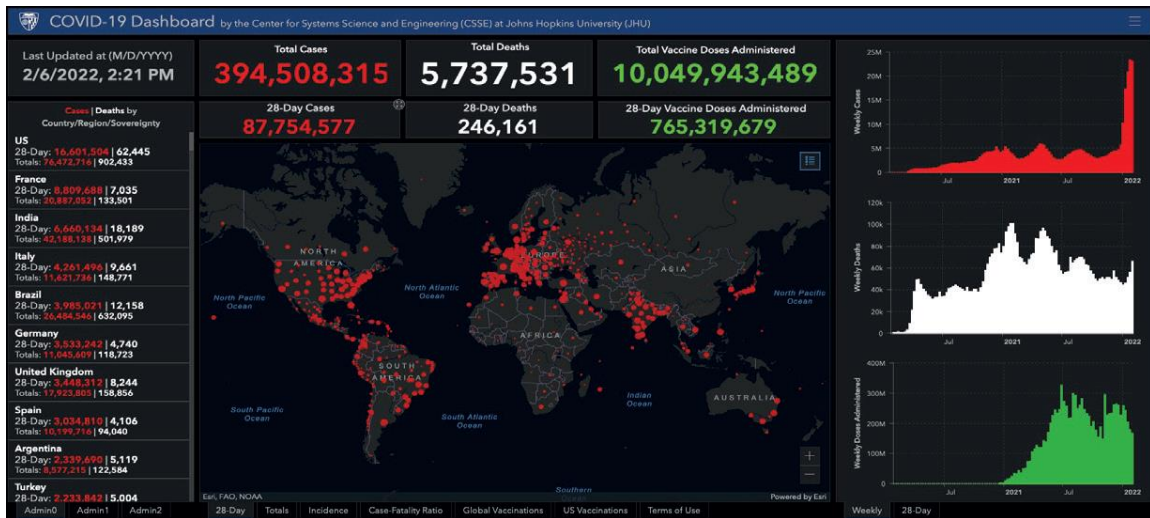 COVID-19 Dashboard by the Center for Systems Science and Engineering (CSSE) at Johns Hopkins University (JHU)
Last Updated at (M/D/YYYY)
2/6/2022, 2:21 PM
Cases | Deaths by
Country/Region/Sovereignty
US
28-Day: 16,601,504 | 62,445
Totals: 76,472,716 | 902,433
France
28-Day: 8,809,688 | 7,035
Totals: 20,887,052 | 133,501
India
28-Day: 6,660,134 | 18,189
Totals: 42,188,138 | 501,979
Italy
28-Day: 4,261,496 | 9,661
Totals: 11,621,736 | 148,771
Brazil
28-Day: 3,985,021 | 12,158
Totals: 26,484,546 | 632,095
Germany
28-Day: 3,533,242 | 4,740
Totals: 11,045,609 | 118,723
United Kingdom
28-Day: 3,448,312 | 8,244
Totals: 17,923,805 | 158,856
Spain
28-Day: 3,034,810 | 4,106
Totals: 10,199,716 | 94,040
Argentina
28-Day: 2,339,690 | 5,119
Totals: 8,577,215 | 122,584
Turkey
28-Day: 2,233,842 | 5,004
Admin0 Admin1 Admin2
Total Cases
394,508,315
Total Deaths
5,737,531
Total Vaccine Doses Administered
10,049,943,489
28-Day Cases
87,754,577
28-Day Deaths
246,161
28-Day Vaccine Doses Administered
765,319,679
NORTH
AMERICA
EUROPE
ASIA
North Pacific
Ocean
North Atlantic
Ocean
North Pacific
Ocean
AFRICA
SOUTH
AMERICA
Indian
Ocean
AUSTRALIA
South Pacific
Ocean
South Atlantic
Ocean
Southern
+
−
Esri, FAO, NOAA
Powered by Esri
28-Day Totals Incidence Case-Fatality Ratio Global Vaccinations US Vaccinations Terms of Use
Weekly Cases
25M
20M
15M
10M
5M
0
Jul 2021 Jul 2022
Weekly Deaths
120k
100k
80k
60k
40k
20k
0
Jul 2021 Jul 2022
Weekly Doses Administered
400M
300M
200M
100M
0
Jul 2021 Jul 2022
Weekly 28-Day